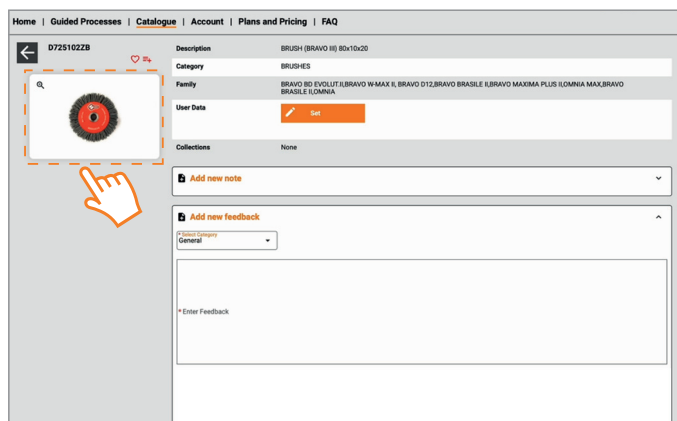 Home | Guided Processes | Catalogue | Account | Plans and Pricing | FAQ
D725102ZB
Description BRUSH (BRAVO III) 80x10x20
Category BRUSHES
Family BRAVO BD EVOLUT.II,BRAVO W-MAX II, BRAVO D12,BRAVO BRASILE II,BRAVO MAXIMA PLUS II,OMNIA MAX,BRAVO
BRASILE II,OMNIA
User Data Set
Collections None
Add new note
Add new feedback
* Select Category
General
* Enter Feedback